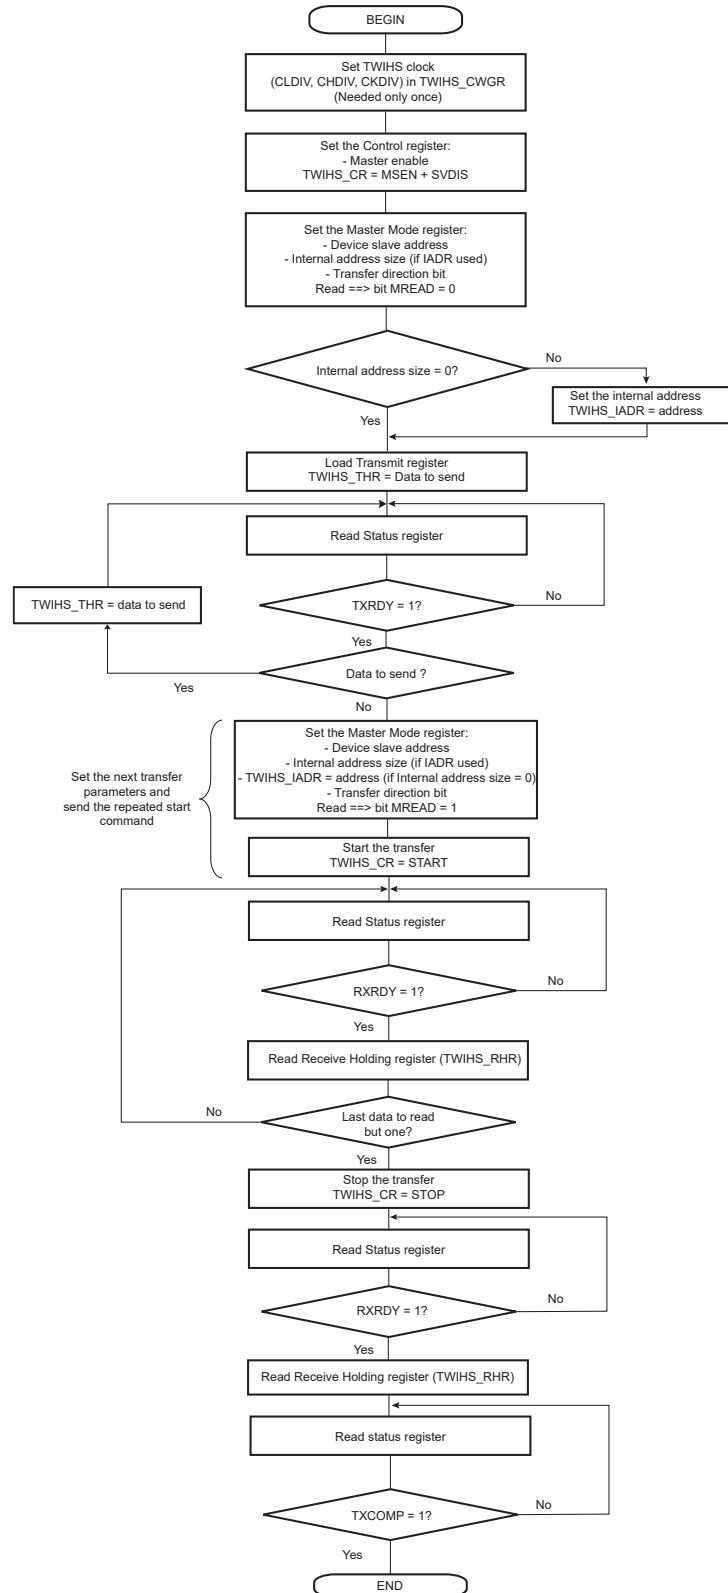 BEGIN
Set TWIHS clock
(CLDIV, CHDIV, CKDIV) in TWIHS_CWGR
(Needed only once)
Set the Control register:
- Master enable
TWIHS_CR = MSEN + SVDIS
Set the Master Mode register:
- Device slave address
- Internal address size (if IADR used)
- Transfer direction bit
Read ==> bit MREAD = 0
Internal address size = 0?
No
Set the internal address
TWIHS_IADR = address
Yes
Load Transmit register
TWIHS_THR = Data to send
Read Status register
TXRDY = 1?
No
TWIHS_THR = data to send
Yes
Data to send ?
Yes
No
Set the Master Mode register:
- Device slave address
- Internal address size (if IADR used)
- TWIHS_IADR = address (if Internal address size = 0)
- Transfer direction bit
Read ==> bit MREAD = 1
Set the next transfer
parameters and
send the repeated start
command
Start the transfer
TWIHS_CR = START
Read Status register
RXRDY = 1?
No
Yes
Read Receive Holding register (TWIHS_RHR)
Last data to read
but one?
No
Yes
Stop the transfer
TWIHS_CR = STOP
Read Status register
RXRDY = 1?
No
Yes
Read Receive Holding register (TWIHS_RHR)
Read status register
TXCOMP = 1?
No
Yes
END